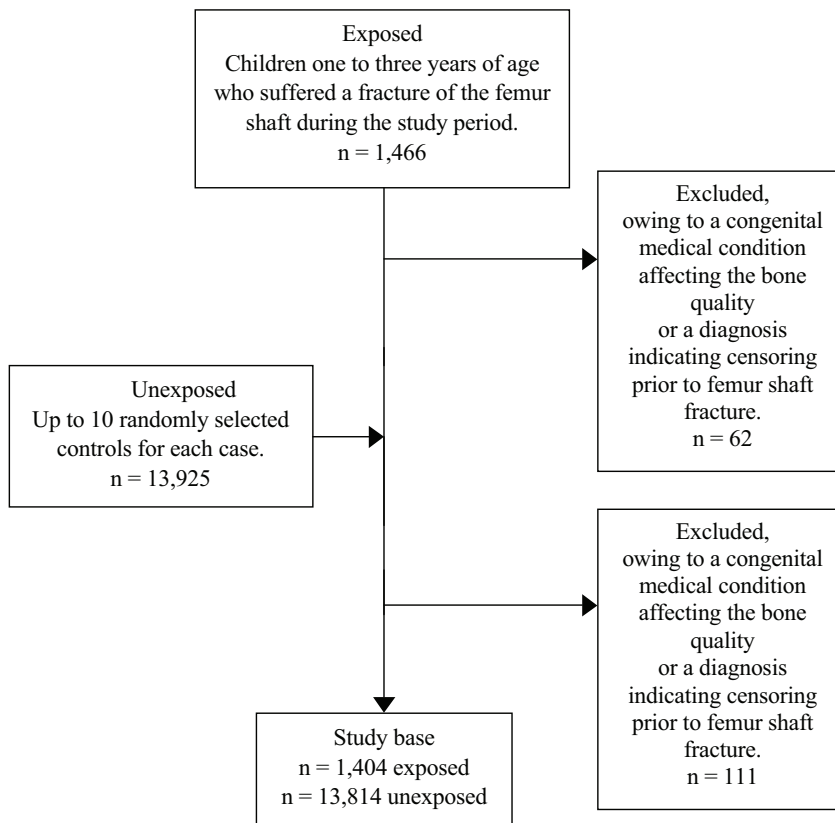 Exposed
Children one to three years of age
who suffered a fracture of the femur
shaft during the study period.
n = 1,466
Excluded,
owing to a congenital
medical condition
affecting the bone
quality
or a diagnosis
indicating censoring
prior to femur shaft
fracture.
n = 62
Unexposed
Up to 10 randomly selected
controls for each case.
n = 13,925
Excluded,
owing to a congenital
medical condition
affecting the bone
quality
or a diagnosis
indicating censoring
prior to femur shaft
fracture.
n = 111
Study base
n = 1,404 exposed
n = 13,814 unexposed